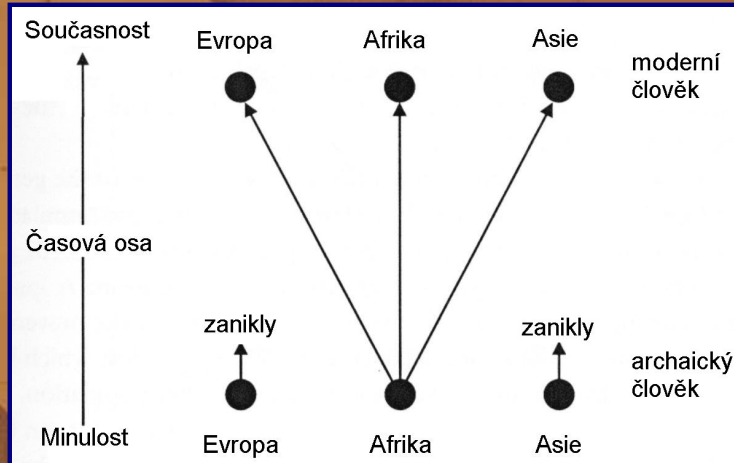 Současnost
Evropa
Afrika
Asie
moderní
člověk
Časová osa
zanikly
zanikly
archaický
člověk
Minulost
Evropa
Afrika
Asie